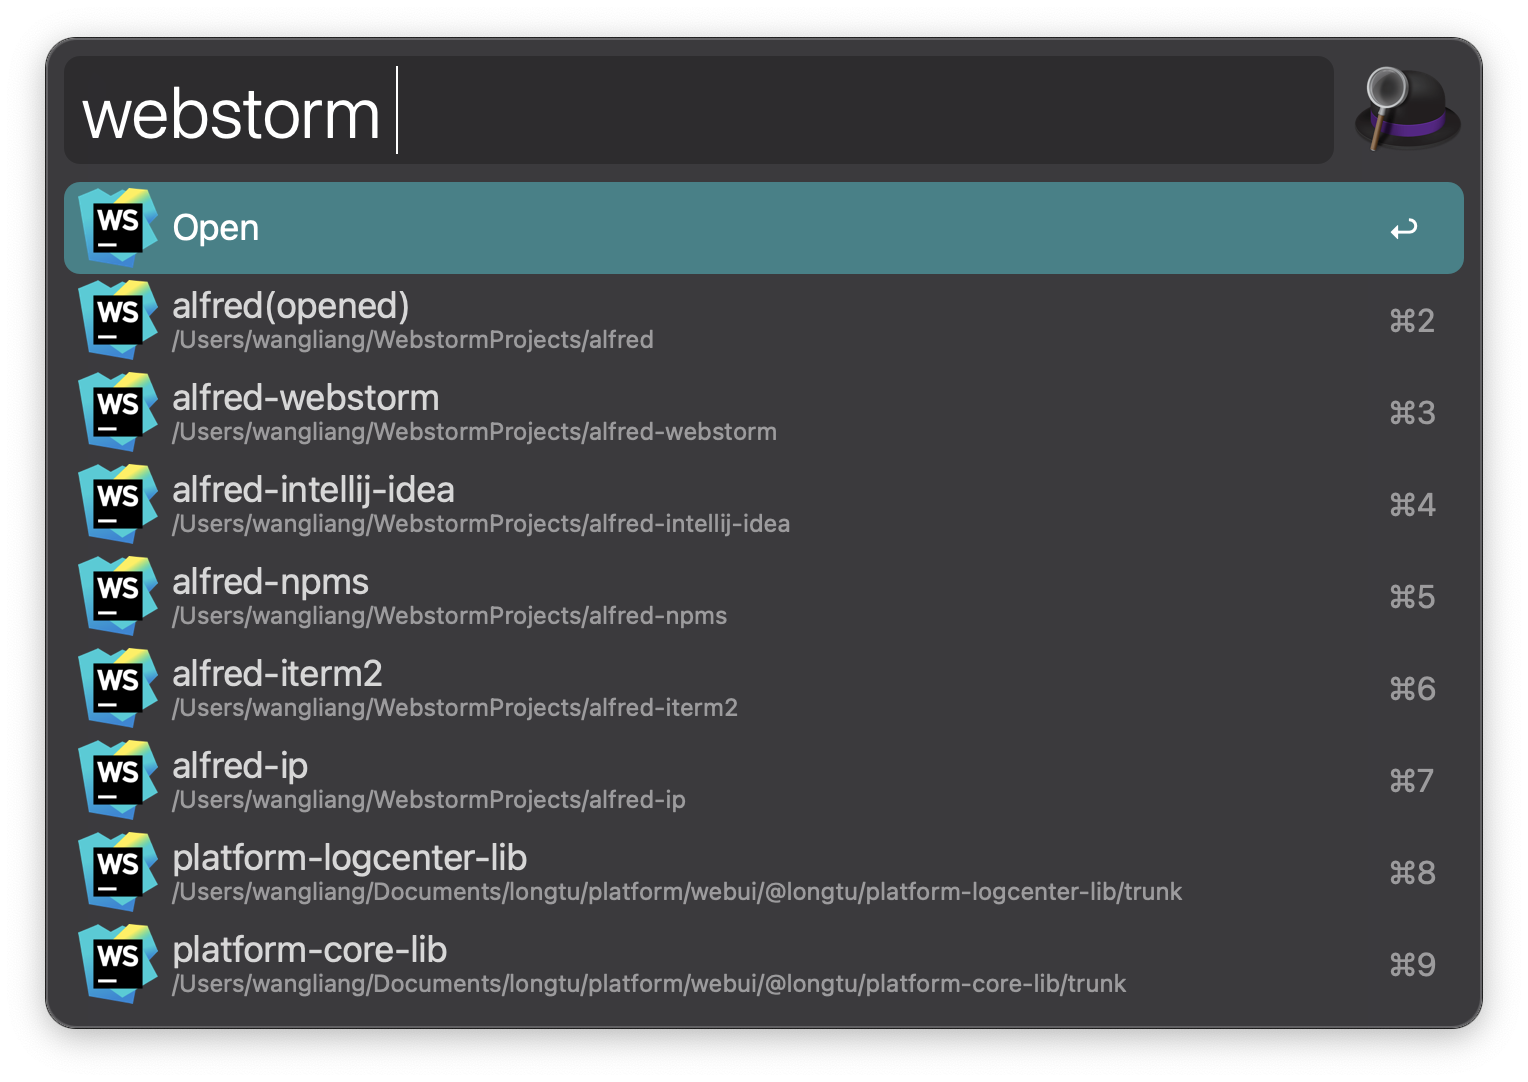 webstorm
WS Open ↩
WS alfred(opened) ⌘2
/Users/wangliang/WebstormProjects/alfred
WS alfred-webstorm ⌘3
/Users/wangliang/WebstormProjects/alfred-webstorm
WS alfred-intellij-idea ⌘4
/Users/wangliang/WebstormProjects/alfred-intellij-idea
WS alfred-npms ⌘5
/Users/wangliang/WebstormProjects/alfred-npms
WS alfred-iterm2 ⌘6
/Users/wangliang/WebstormProjects/alfred-iterm2
WS alfred-ip ⌘7
/Users/wangliang/WebstormProjects/alfred-ip
WS platform-logcenter-lib ⌘8
/Users/wangliang/Documents/longtu/platform/webui/@longtu/platform-logcenter-lib/trunk
WS platform-core-lib ⌘9
/Users/wangliang/Documents/longtu/platform/webui/@longtu/platform-core-lib/trunk